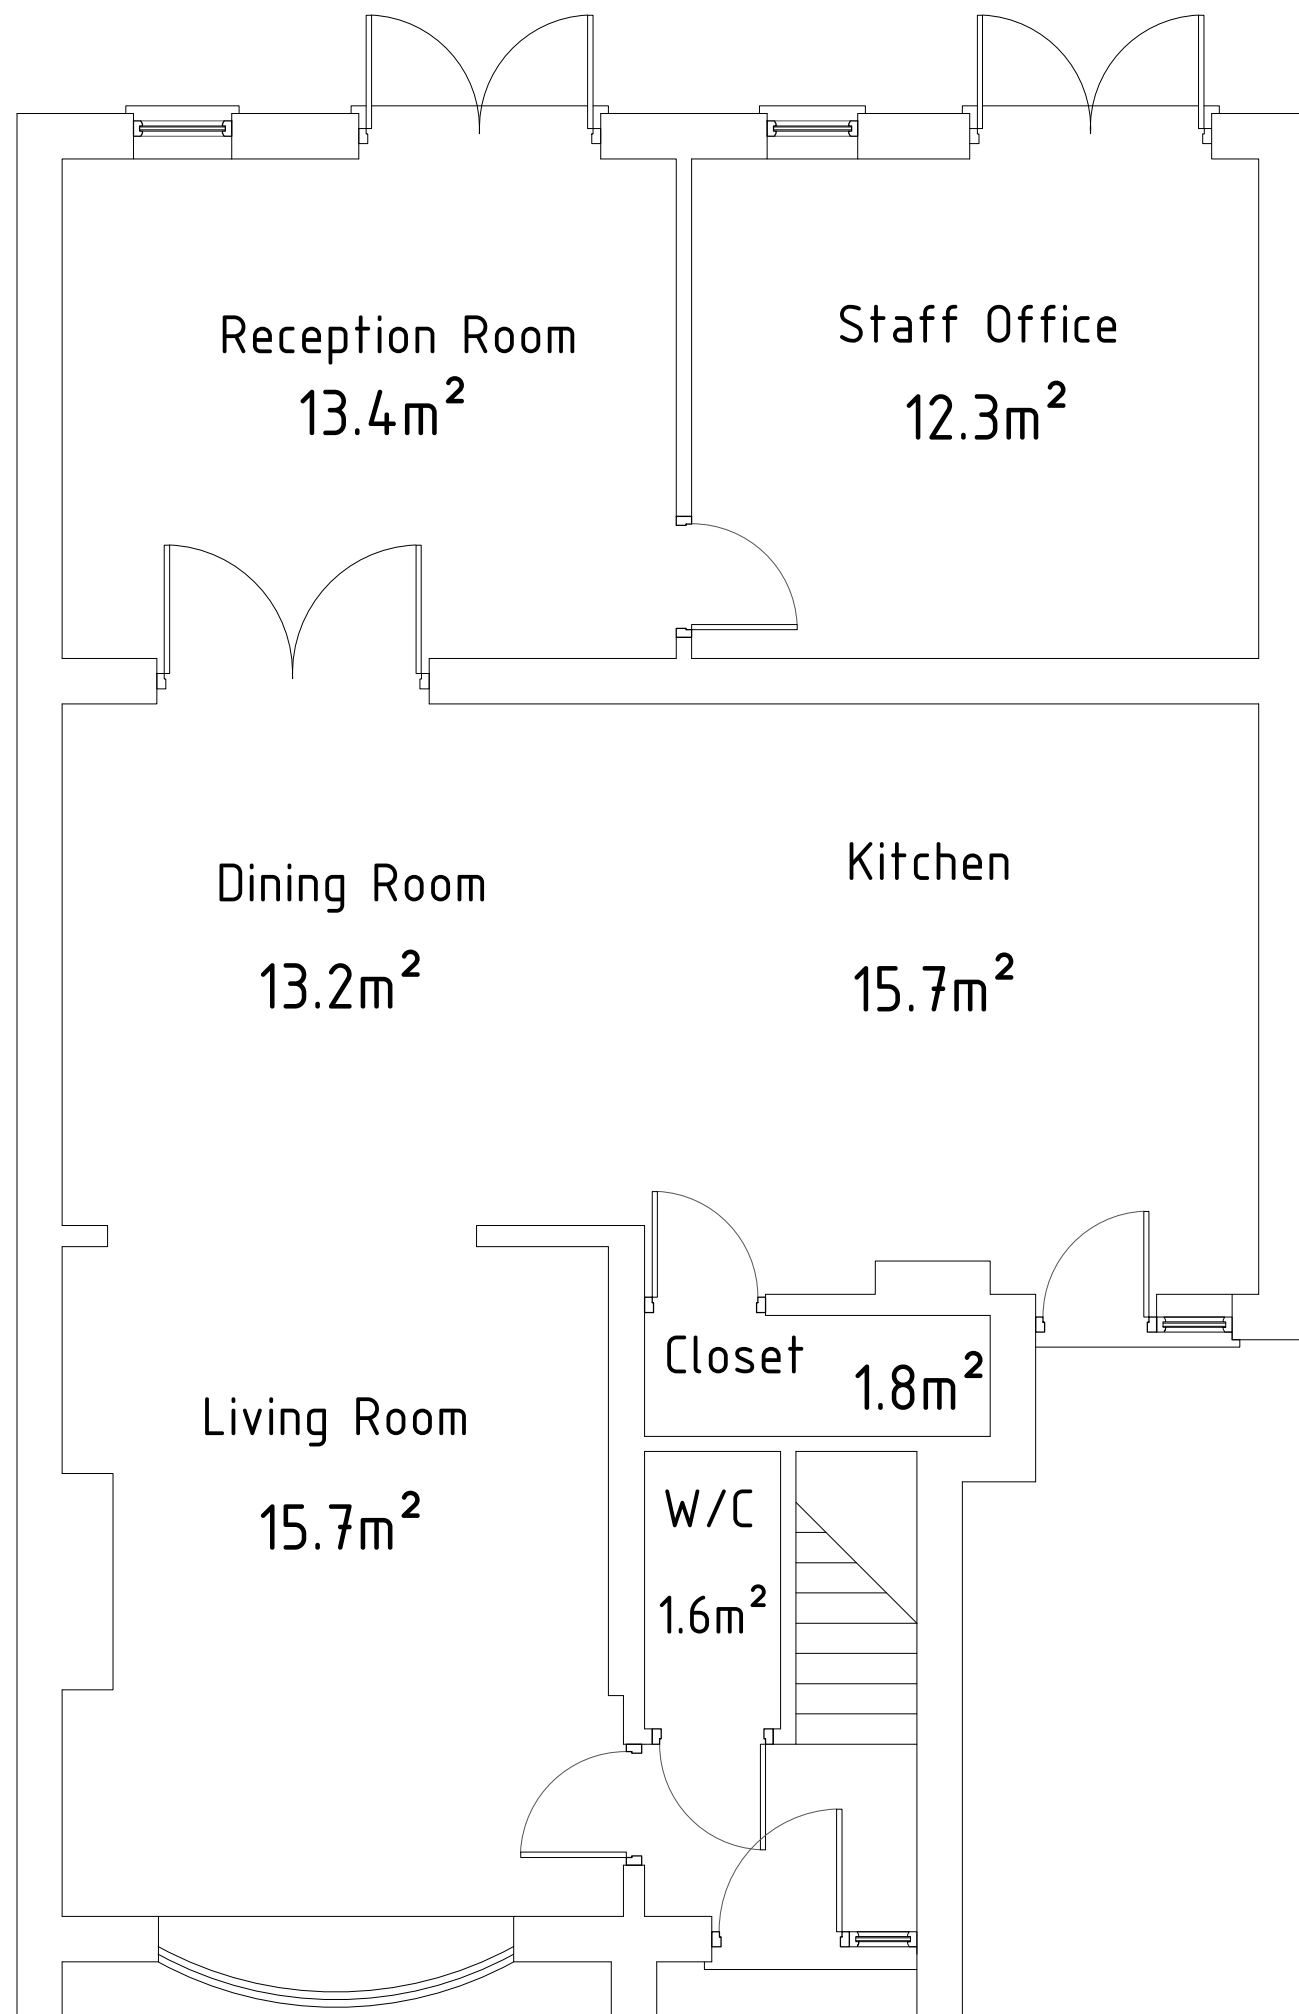 Reception Room
13.4m²
Staff Office
12.3m²
Dining Room
13.2m²
Kitchen
15.7m²
Closet
1.8m²
Living Room
15.7m²
W/C
1.6m²